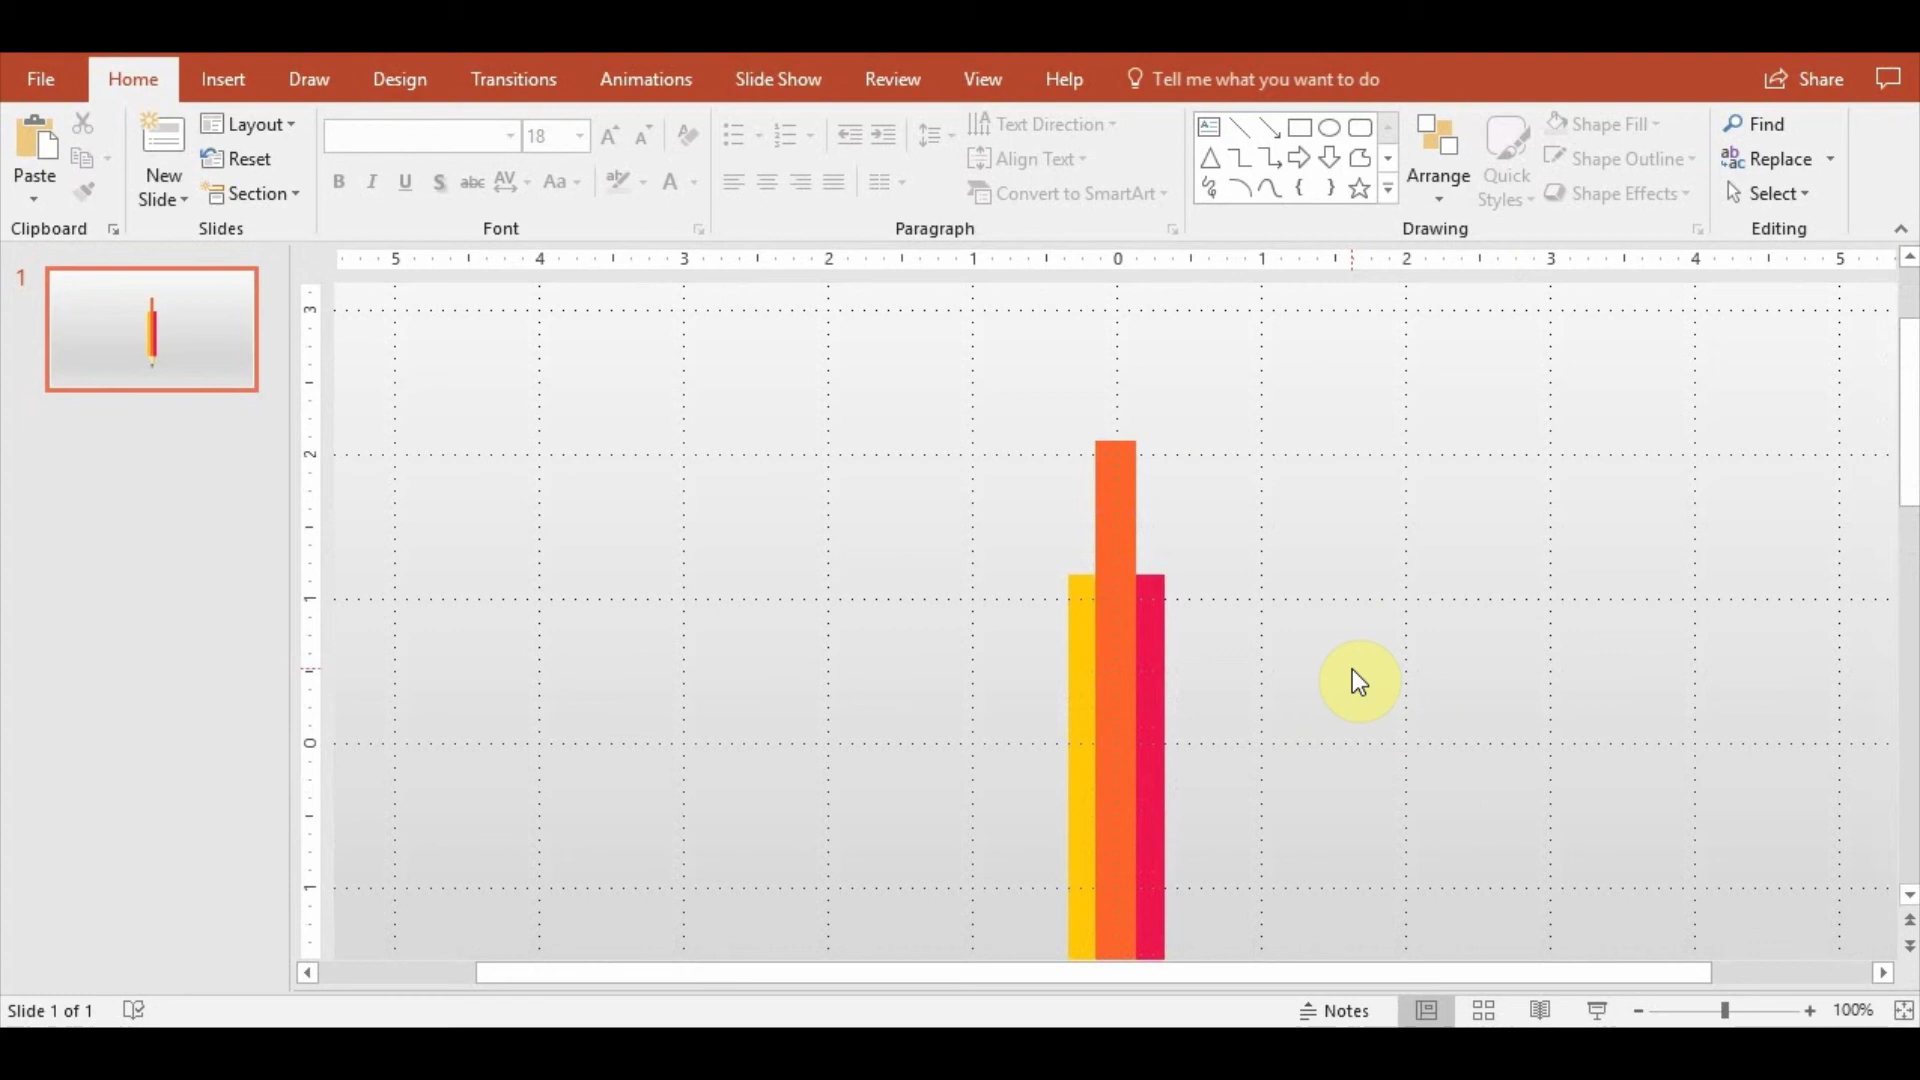 File Home Insert Draw Design Transitions Animations Slide Show Review View Help Tell me what you want to do Share
Paste
Clipboard
New
Slide
Layout
Reset
Section
Slides
18
B I U S abc AV Aa A
Font
Text Direction
Align Text
Convert to SmartArt
Paragraph
Arrange
Quick
Styles
Shape Fill
Shape Outline
Shape Effects
Drawing
Find
Replace
Select
Editing
1
5 4 3 2 1 0 1 2 3 4 5
3
2
1
0
1
Slide 1 of 1
Notes
100%